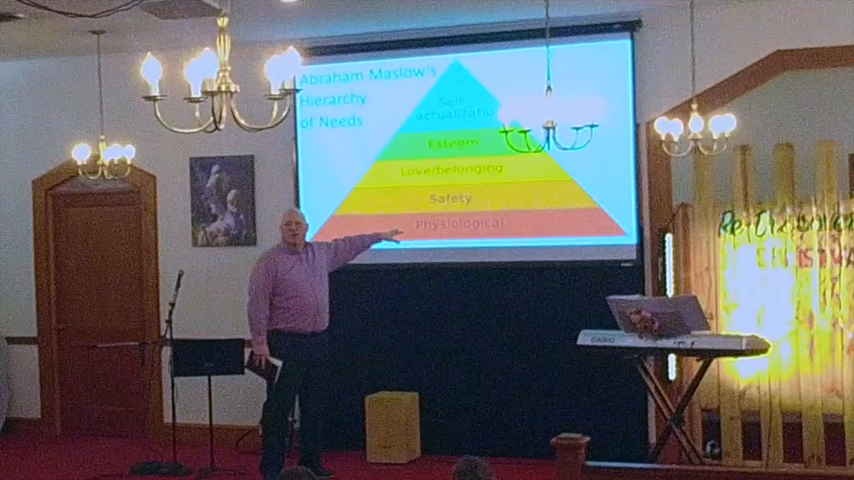 Abraham Maslow's
Hierarchy
of Needs
Self-
actualization
Esteem
Love/belonging
Safety
Physiological
CASIO